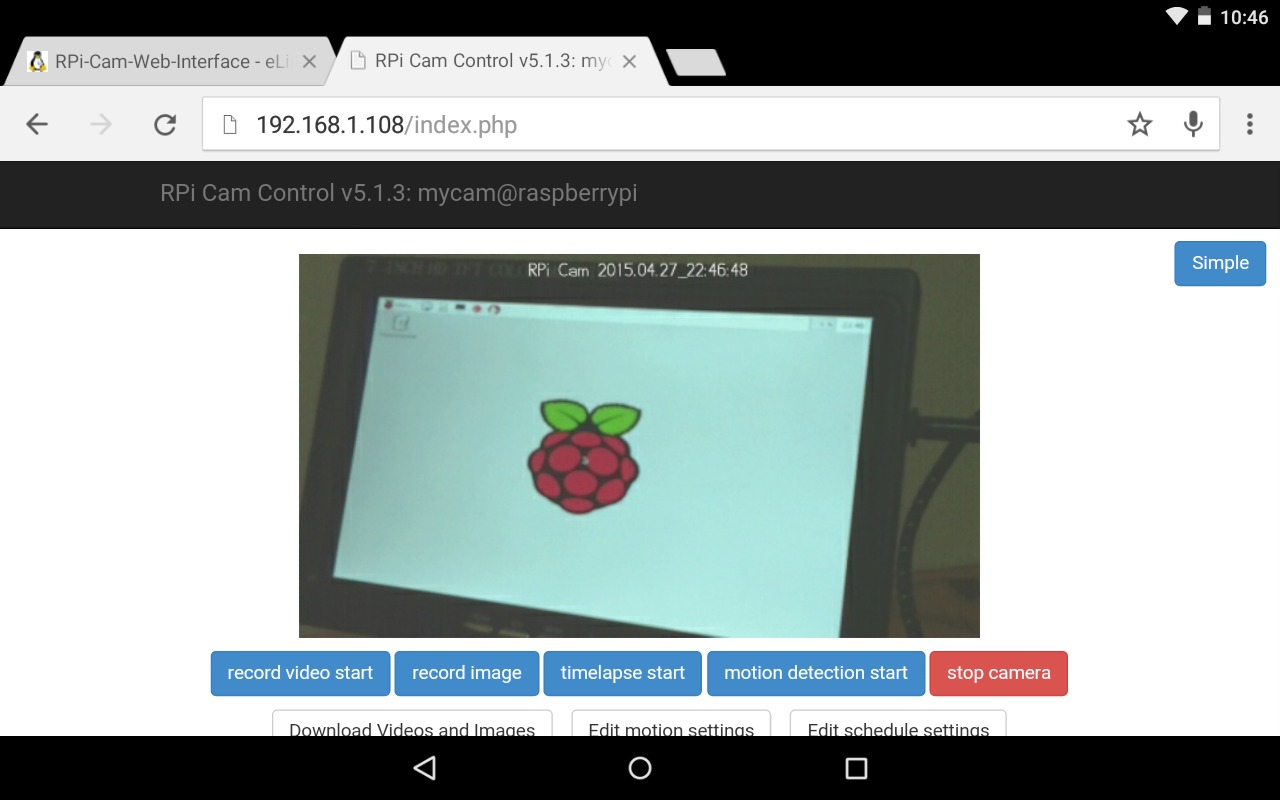 10:46
RPi-Cam-Web-Interface - eLi
RPi Cam Control v5.1.3: myc
192.168.1.108/index.php
RPi Cam Control v5.1.3: mycam@raspberrypi
Simple
RPi Cam 2015.04.27_22:46:48
record video start record image timelapse start motion detection start stop camera
Download Videos and Images Edit motion settings Edit schedule settings